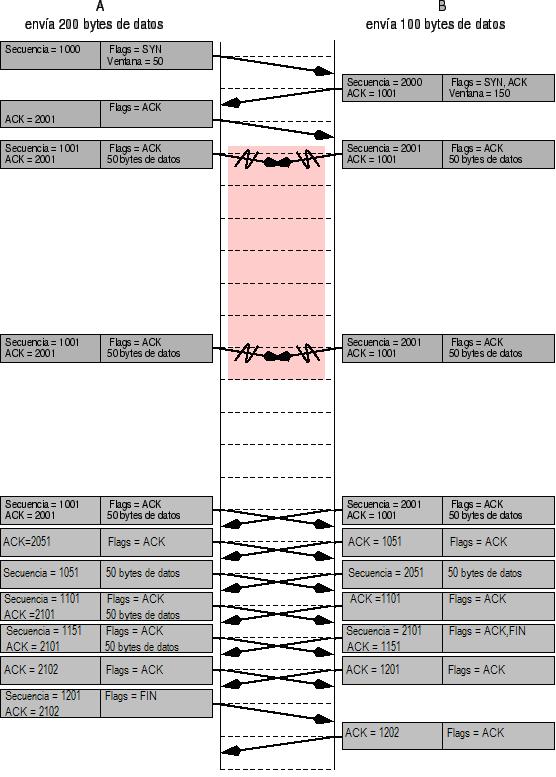 A
envía 200 bytes de datos
B
envía 100 bytes de datos
Secuencia = 1000
Flags = SYN
Ventana = 50
Secuencia = 2000
ACK = 1001
Flags = SYN, ACK
Ventana = 150
ACK = 2001
Flags = ACK
Secuencia = 1001
ACK = 2001
Flags = ACK
50 bytes de datos
Secuencia = 2001
ACK = 1001
Flags = ACK
50 bytes de datos
Secuencia = 1001
ACK = 2001
Flags = ACK
50 bytes de datos
Secuencia = 2001
ACK = 1001
Flags = ACK
50 bytes de datos
Secuencia = 1001
ACK = 2001
Flags = ACK
50 bytes de datos
Secuencia = 2001
ACK = 1001
Flags = ACK
50 bytes de datos
ACK=2051
Flags = ACK
ACK = 1051
Flags = ACK
Secuencia = 1051
50 bytes de datos
Secuencia = 2051
50 bytes de datos
Secuencia = 1101
ACK =2101
Flags = ACK
50 bytes de datos
ACK =1101
Flags = ACK
Secuencia = 1151
ACK = 2101
Flags = ACK
50 bytes de datos
Secuencia = 2101
ACK = 1151
Flags = ACK,FIN
ACK = 2102
Flags = ACK
ACK = 1201
Flags = ACK
Secuencia = 1201
ACK = 2102
Flags = FIN
ACK = 1202
Flags = ACK